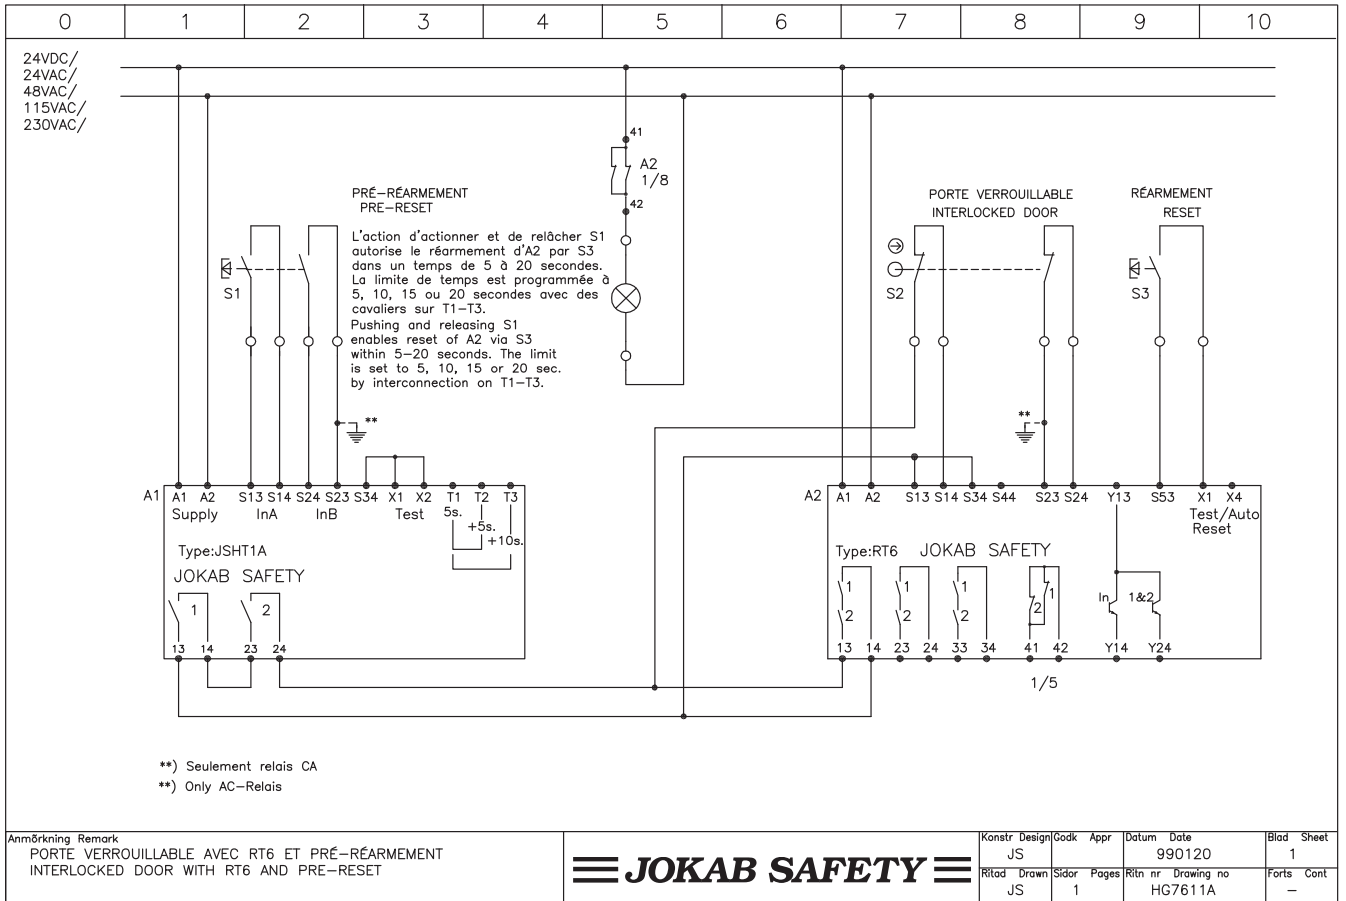 0 1 2 3 4 5 6 7 8 9 10
24VDC/
24VAC/
48VAC/
115VAC/
230VAC/
41
A2
1/8
42
PRÉ-RÉARMEMENT
PRE-RESET
L'action d'actionner et de relâcher S1
autorise le réarmement d'A2 par S3
dans un temps de 5 à 20 secondes.
La limite de temps est programmée à
5, 10, 15 ou 20 secondes avec des
cavaliers sur T1-T3.
Pushing and releasing S1
enables reset of A2 via S3
within 5-20 seconds. The limit
is set to 5, 10, 15 or 20 sec.
by interconnection on T1-T3.
S1
**
PORTE VERROUILLABLE
INTERLOCKED DOOR
RÉARMEMENT
RESET
S2
S3
**
A1 A1 A2 S13 S14 S24 S23 S34 X1 X2 T1 T2 T3
Supply InA InB Test 5s.
+5s.
+10s.
Type:JSHT1A
JOKAB SAFETY
1 2
13 14 23 24
A2 A1 A2 S13 S14 S34 S44 S23 S24 Y13 S53 X1 X4
Test/Auto
Reset
Type:RT6 JOKAB SAFETY
1 1 1 1
In 1&2
2 2 2 2
13 14 23 24 33 34 41 42 Y14 Y24
1/5
**) Seulement relais CA
**) Only AC-Relais
Anmõrkning Remark
PORTE VERROUILLABLE AVEC RT6 ET PRÉ-RÉARMEMENT
INTERLOCKED DOOR WITH RT6 AND PRE-RESET
JOKAB SAFETY
Konstr Design Godk Appr Datum Date Blad Sheet
JS 990120 1
Ritad Drawn Sidor Pages Ritn nr Drawing no Forts Cont
JS 1 HG7611A -